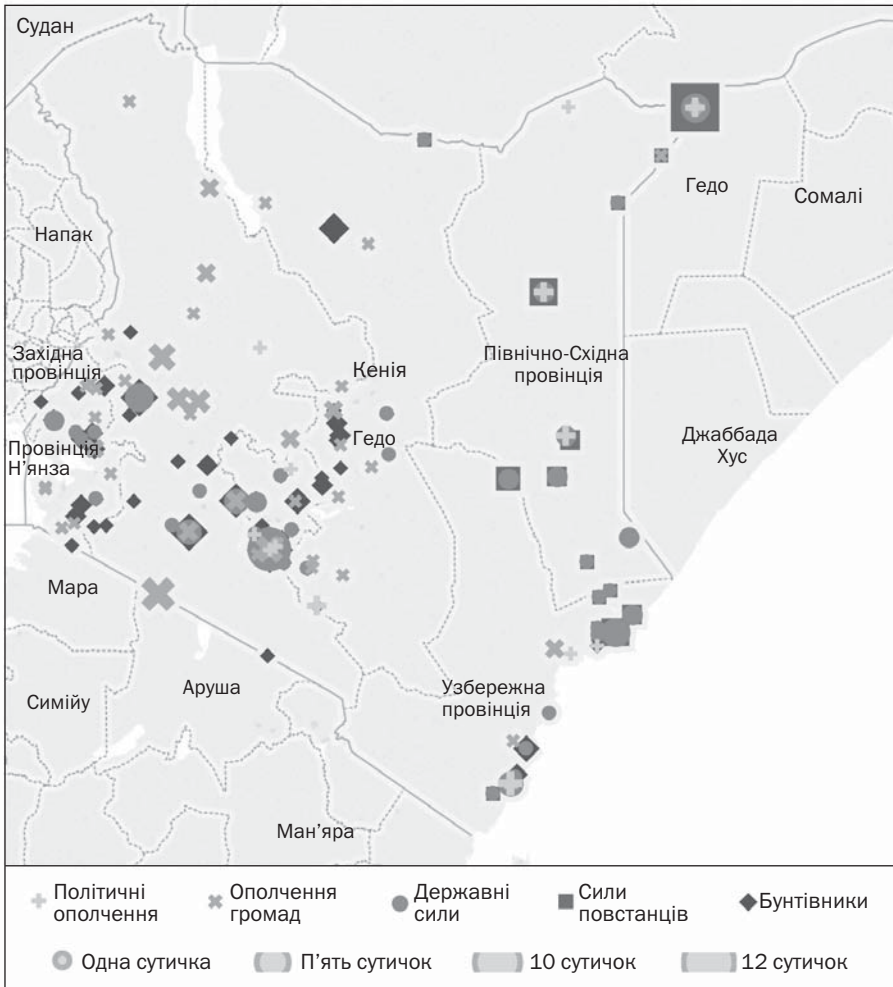 Судан
Гедо
Сомалі
Напак
Західна
провінція
Кенія
Північно-Східна
провінція
Гедо
Джаббада
Хус
Провінція
Н’янза
Мара
Симійу
Аруша
Узбережна
провінція
Ман’яра
Політичні
ополчення
Ополчення
громад
Державні
сили
Сили
повстанців
Бунтівники
Одна сутичка
П’ять сутичок
10 сутичок
12 сутичок